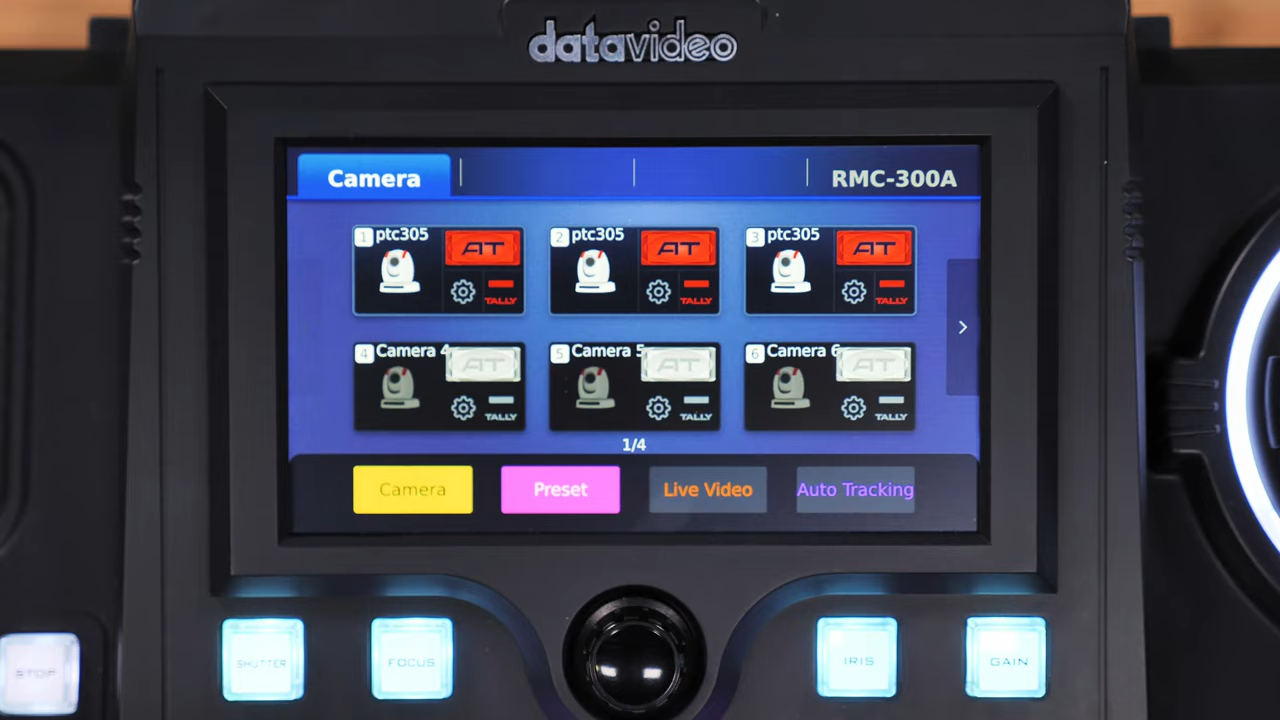 datavideo
Camera
RMC-300A
1 ptc305 AT TALLY
2 ptc305 AT TALLY
3 ptc305 AT TALLY
4 Camera 4 AT TALLY
5 Camera 5 AT TALLY
6 Camera 6 AT TALLY
1/4
Camera Preset Live Video Auto Tracking
STOP SHUTTER FOCUS IRIS GAIN